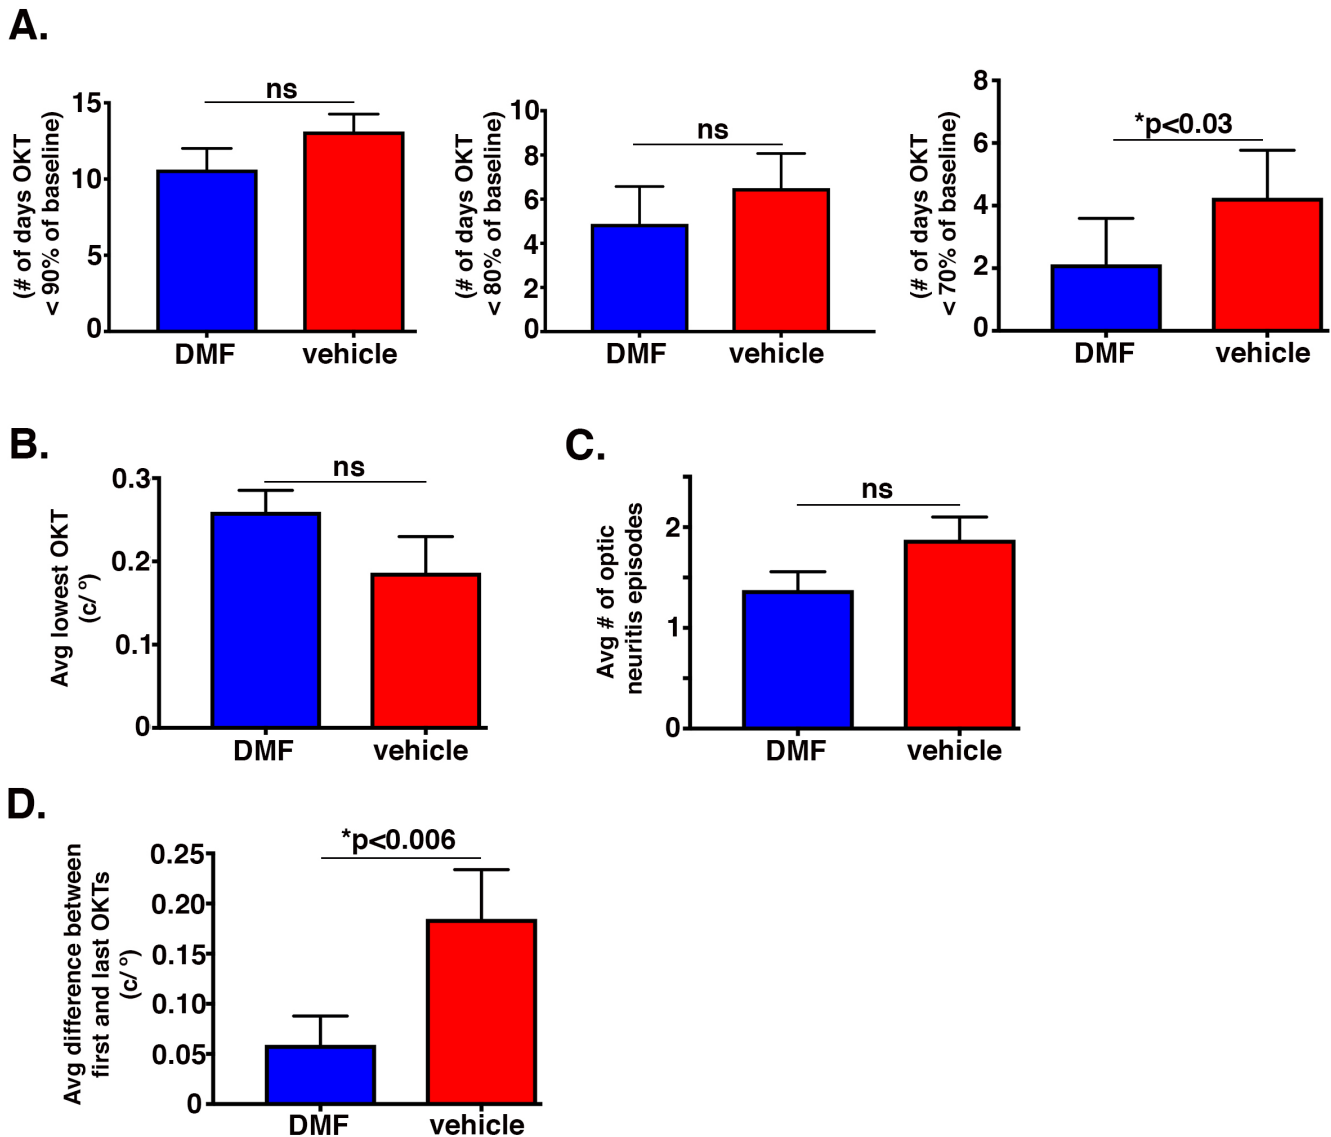 A.
ns
15
10
5
0
(# of days OKT
< 90% of baseline)
DMF
vehicle
ns
10
8
6
4
2
0
(# of days OKT
< 80% of baseline)
DMF
vehicle
*p<0.03
8
6
4
2
0
(# of days OKT
< 70% of baseline)
DMF
vehicle
B.
ns
0.3
0.2
0.1
0
Avg lowest OKT
(c/ °)
DMF
vehicle
C.
ns
2
1
0
Avg # of optic
neuritis episodes
DMF
vehicle
D.
*p<0.006
0.25
0.20
0.15
0.10
0.05
0
Avg difference between
first and last OKTs
(c/ °)
DMF
vehicle